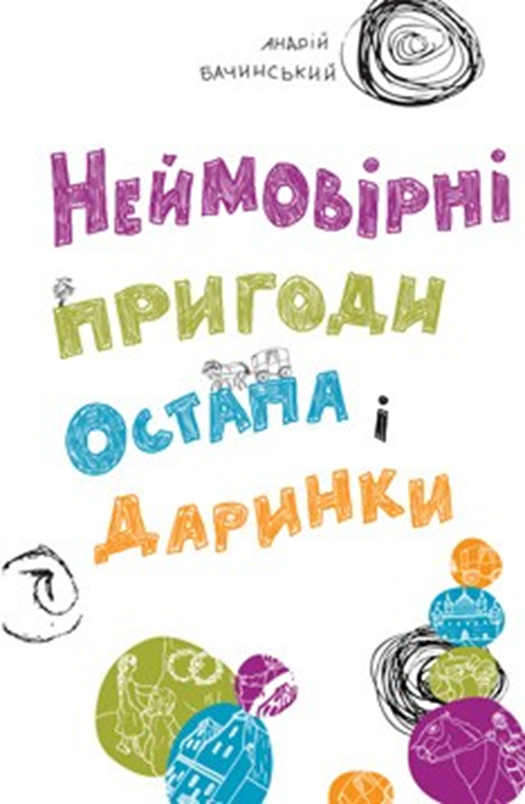 Андрій
Бачинський
Неймовірні
пригоди
Остапа і
Даринки